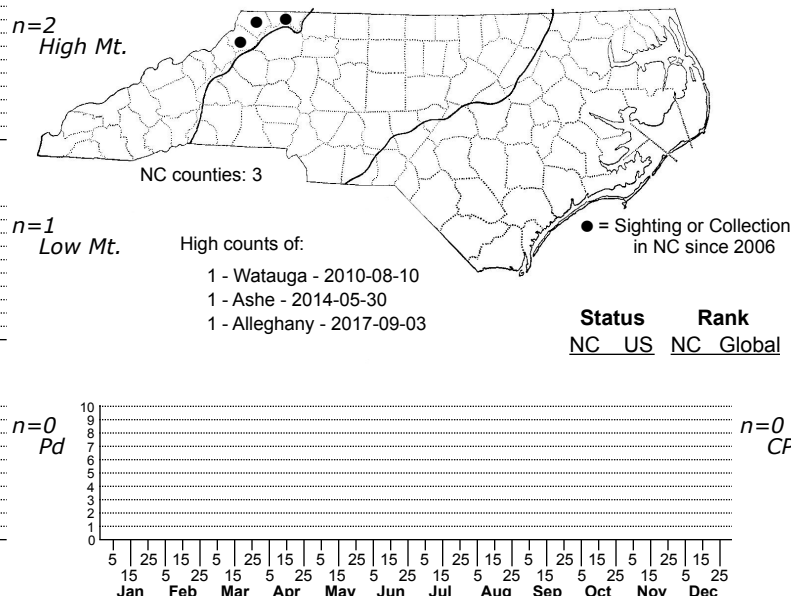 n=2
High Mt.
NC counties: 3
n=1
Low Mt.
High counts of:
1 - Watauga - 2010-08-10
1 - Ashe - 2014-05-30
1 - Alleghany - 2017-09-03
● = Sighting or Collection
in NC since 2006
Status Rank
NC US NC Global
n=0
Pd
10
9
8
7
6
5
4
3
2
1
0
n=0
CP
5 25 15 5 25 15 5 25 15 5 25 15 5 25 15 5 25 15
15 5 25 15 5 25 15 5 25 15 5 25 15 5 25 15 5 25
Jan Feb Mar Apr May Jun Jul Aug Sep Oct Nov Dec